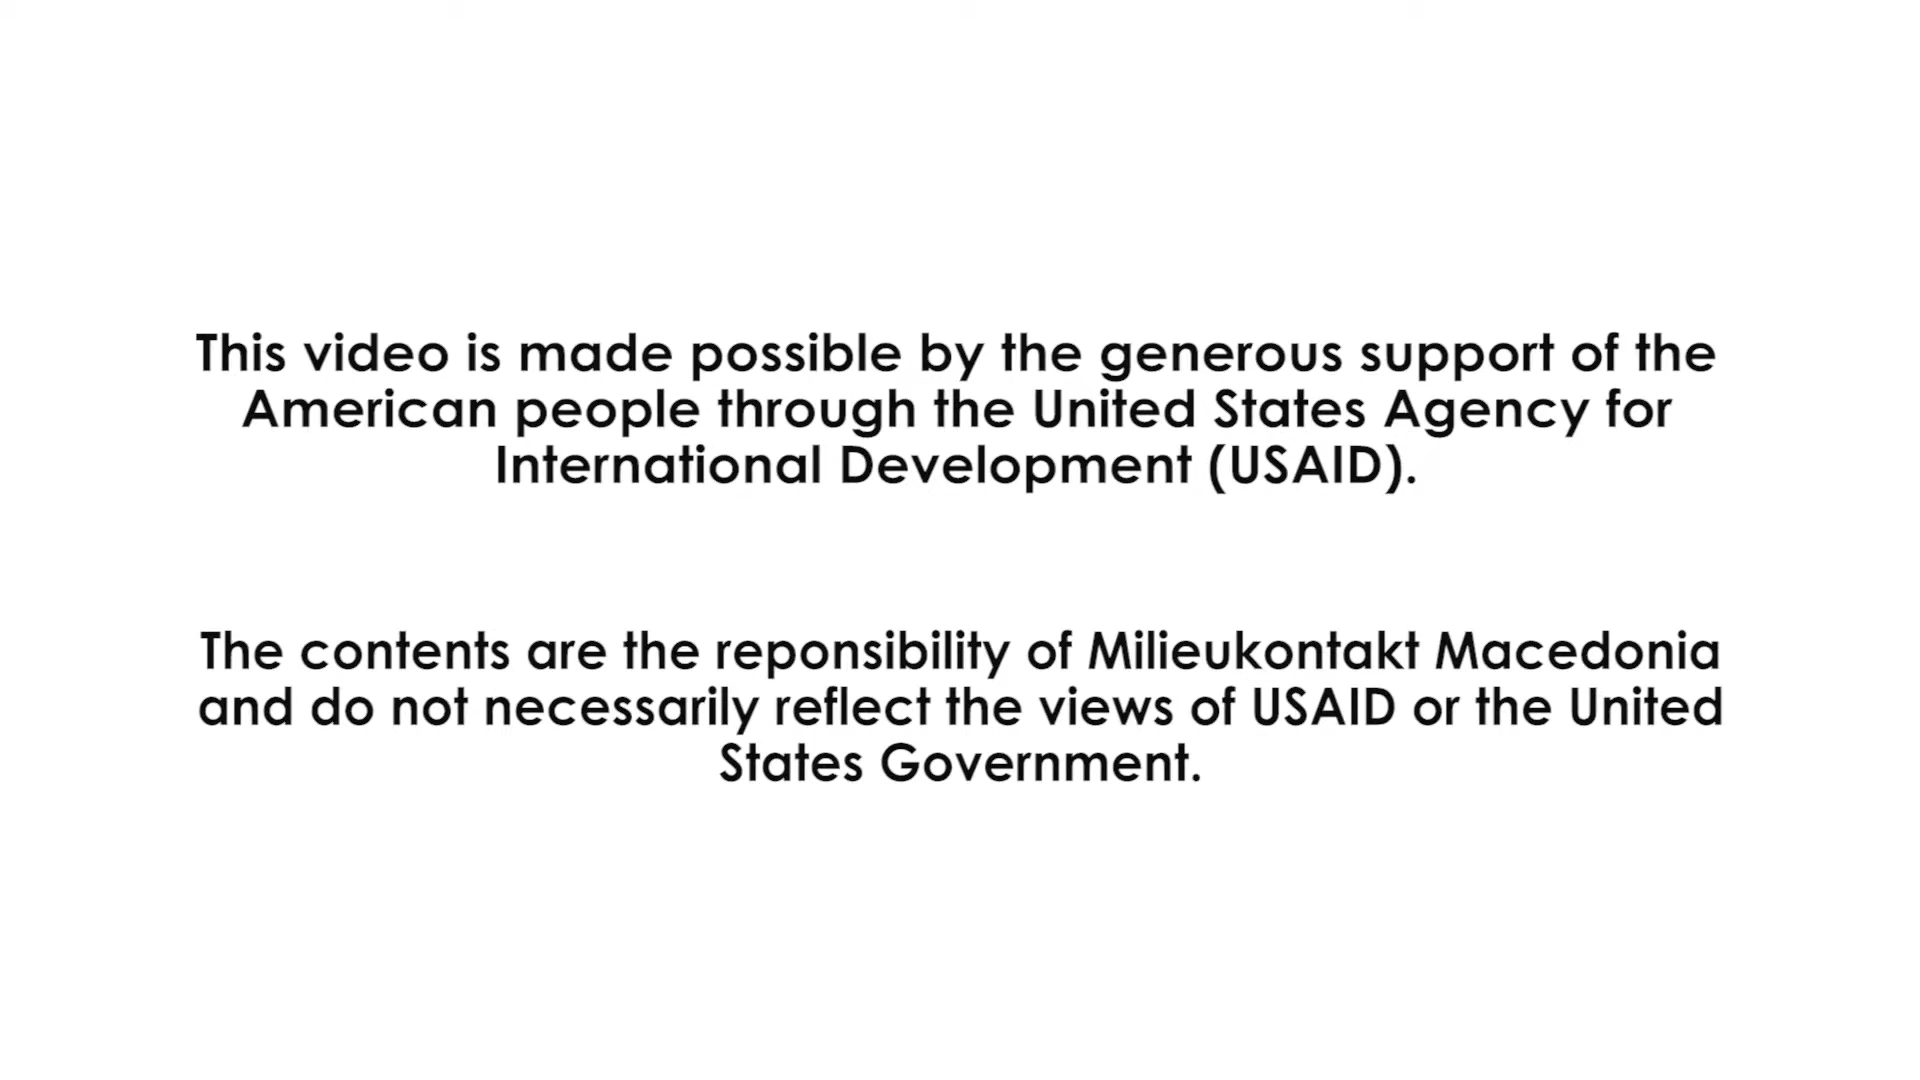 This video is made possible by the generous support of the
American people through the United States Agency for
International Development (USAID).
The contents are the reponsibility of Milieukontakt Macedonia
and do not necessarily reflect the views of USAID or the United
States Government.